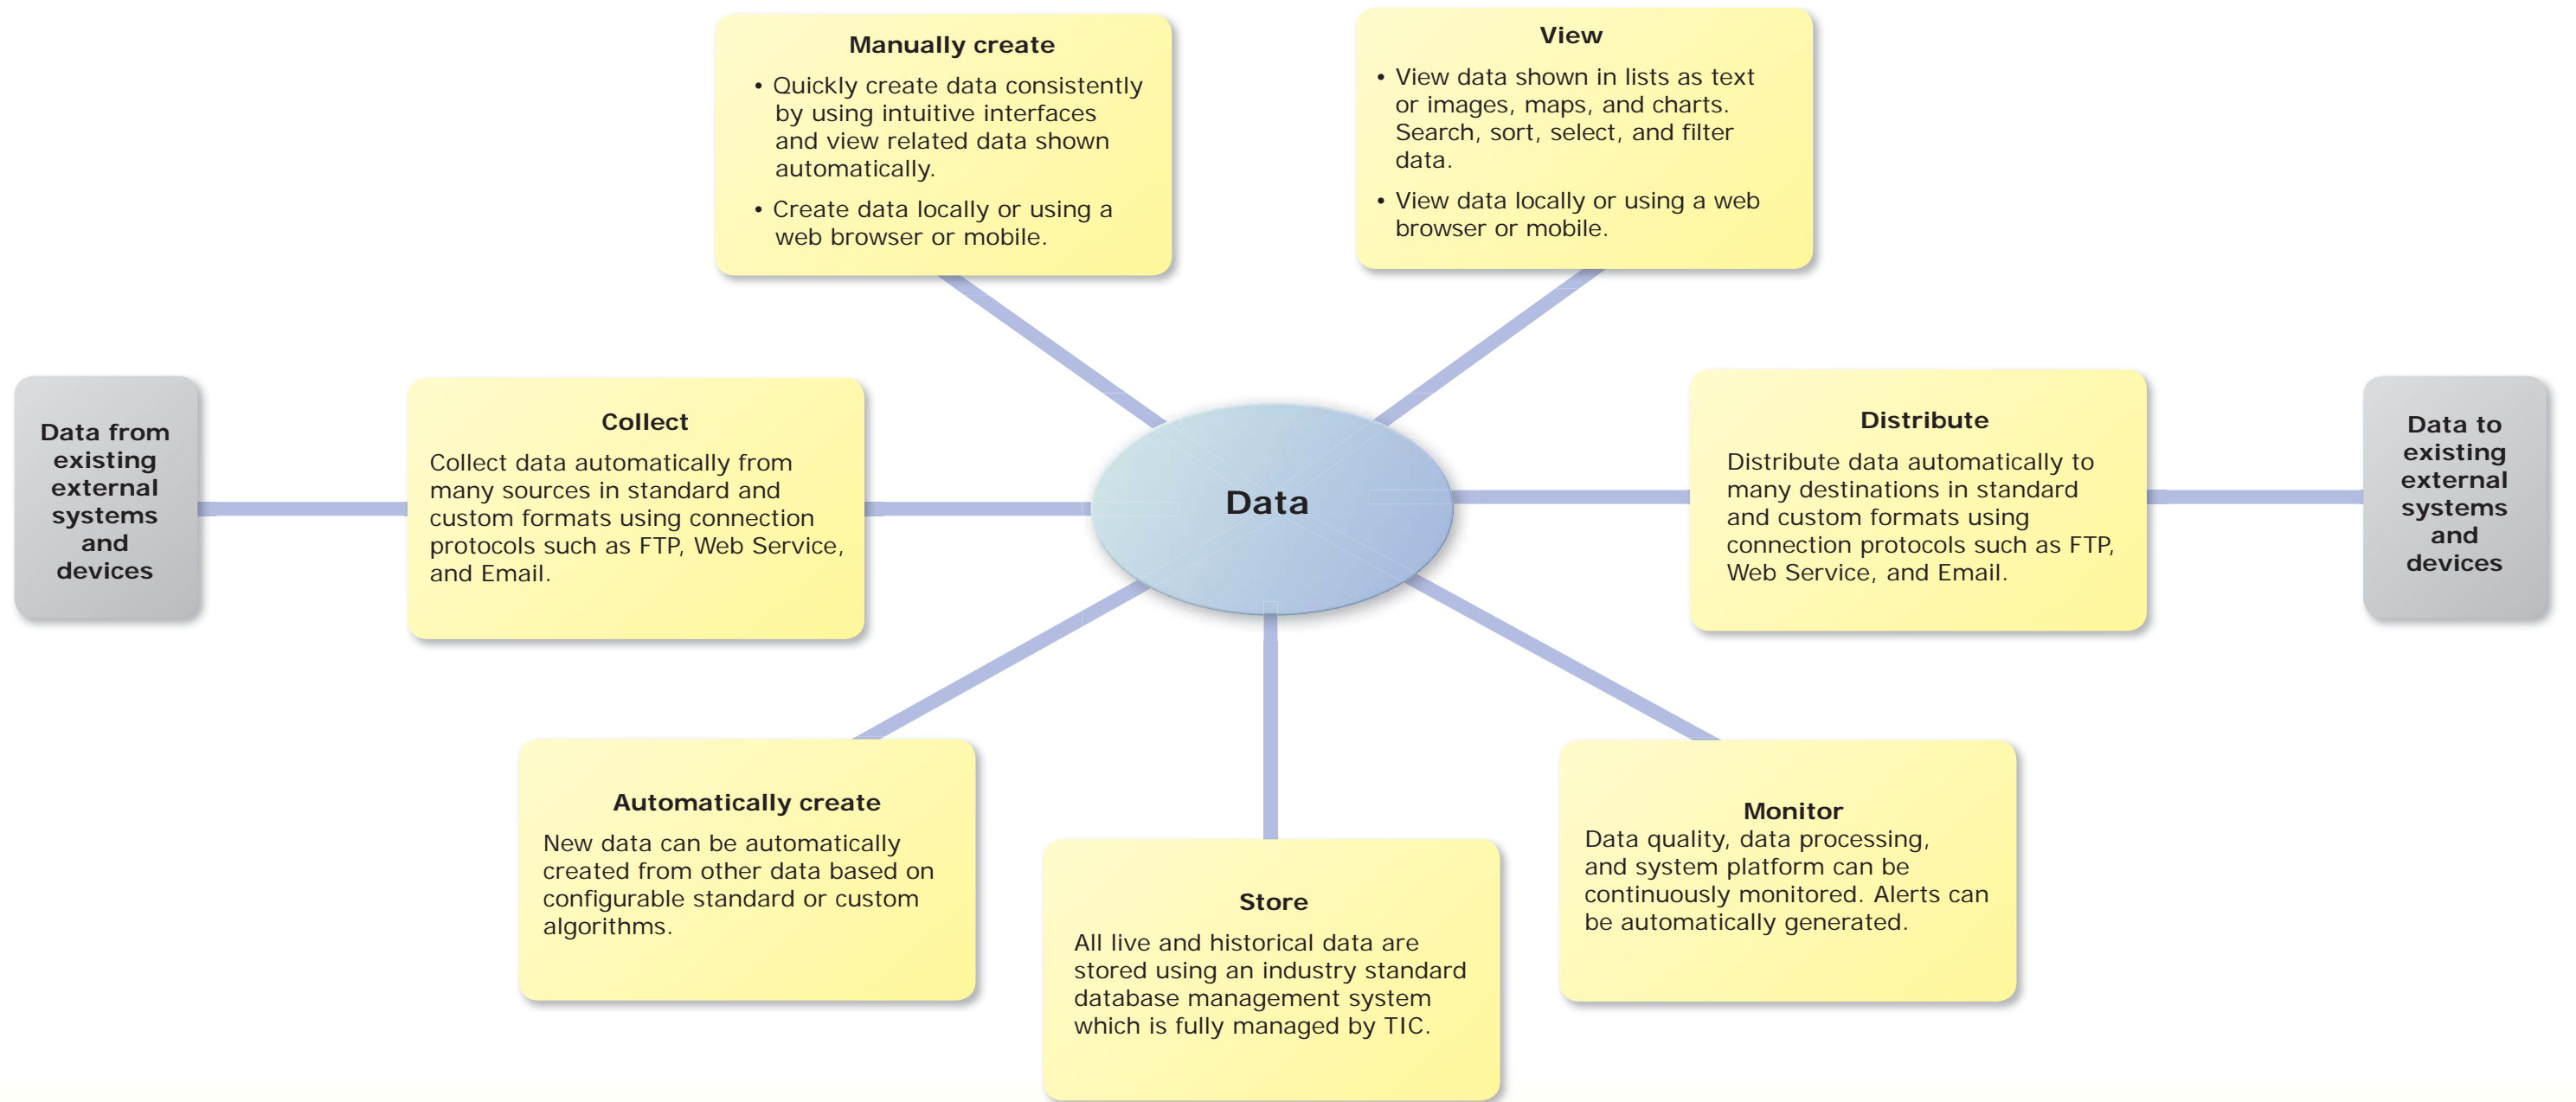 Manually create
• Quickly create data consistently
by using intuitive interfaces
and view related data shown
automatically.
• Create data locally or using a
web browser or mobile.
View
• View data shown in lists as text
or images, maps, and charts.
Search, sort, select, and filter
data.
• View data locally or using a web
browser or mobile.
Data from
existing
external
systems
and
devices
Collect
Collect data automatically from
many sources in standard and
custom formats using connection
protocols such as FTP, Web Service,
and Email.
Data
Distribute
Distribute data automatically to
many destinations in standard
and custom formats using
connection protocols such as FTP,
Web Service, and Email.
Data to
existing
external
systems
and
devices
Automatically create
New data can be automatically
created from other data based on
configurable standard or custom
algorithms.
Store
All live and historical data are
stored using an industry standard
database management system
which is fully managed by TIC.
Monitor
Data quality, data processing,
and system platform can be
continuously monitored. Alerts can
be automatically generated.